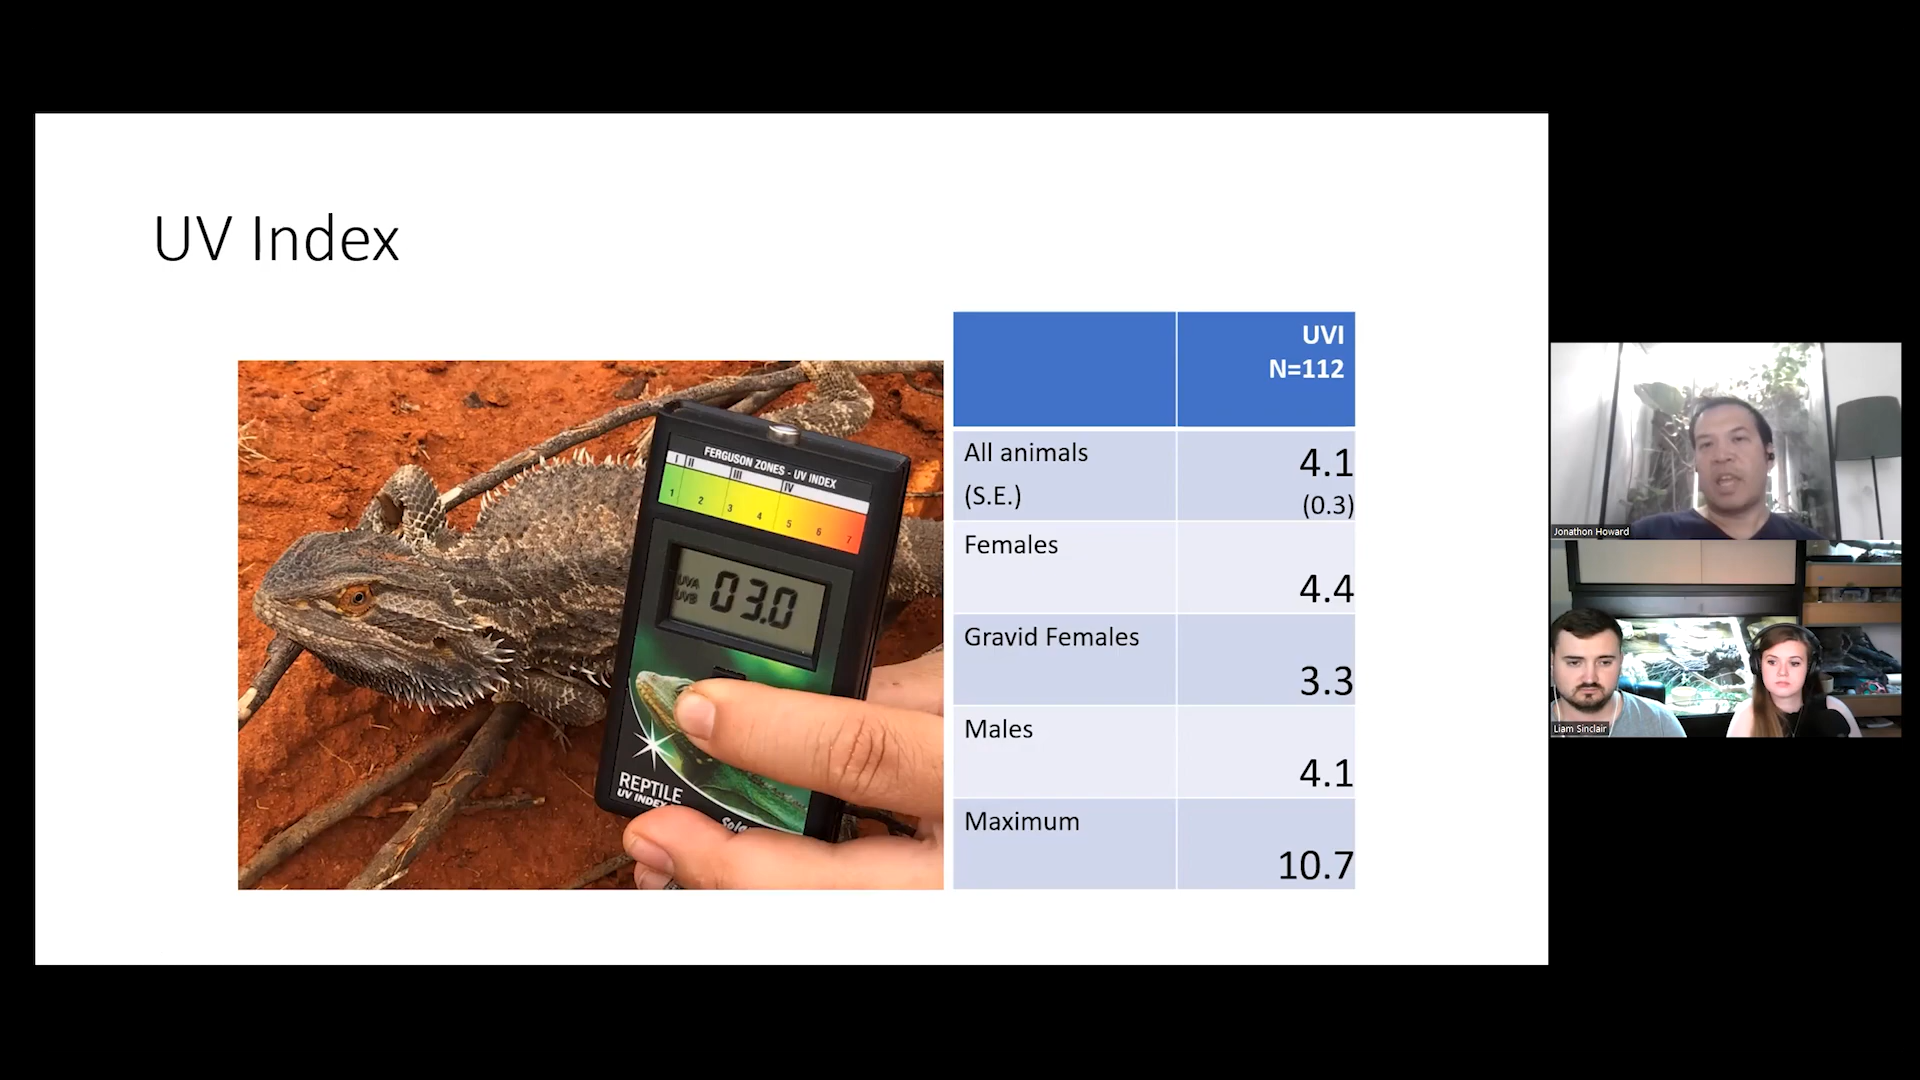 UV Index
FERGUSON ZONES - UV INDEX
I II III IV
1 2 3 4 5 6 7
UVA
UVB
03.0
REPTILE
UV INDEX
UVI
N=112
All animals
(S.E.)
4.1
(0.3)
Females
4.4
Gravid Females
3.3
Males
4.1
Maximum
10.7
Jonathon Howard
Liam Sinclair